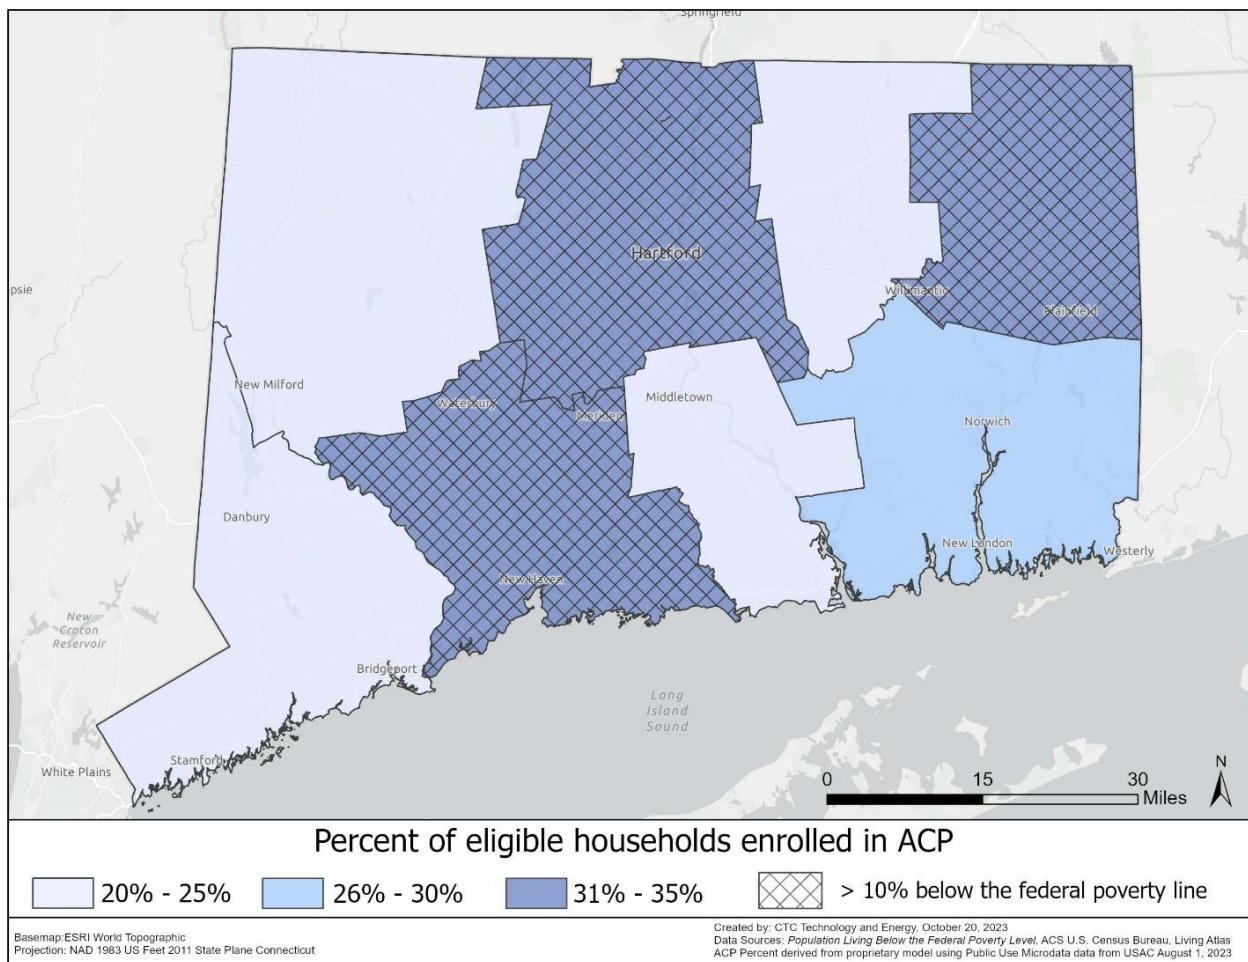 Springfield
Hartford
psie
Willimantic
Plainfield
New Milford
Waterbury
Meriden
Middletown
Norwich
Danbury
New London
Westerly
New Haven
New
Croton
Reservoir
Bridgeport
Long
Island
Sound
Stamford
White Plains
N
0 15 30
Miles
Percent of eligible households enrolled in ACP
20% - 25% 26% - 30% 31% - 35% > 10% below the federal poverty line
Basemap:ESRI World Topographic
Projection: NAD 1983 US Feet 2011 State Plane Connecticut
Created by: CTC Technology and Energy, October 20, 2023
Data Sources: Population Living Below the Federal Poverty Level, ACS U.S. Census Bureau, Living Atlas
ACP Percent derived from proprietary model using Public Use Microdata data from USAC August 1, 2023